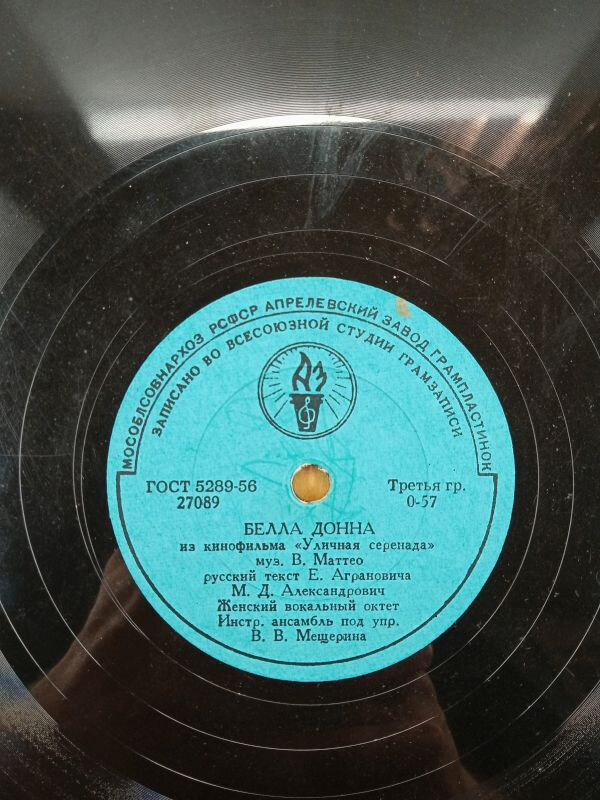 МОСОБЛСОВНАРХОЗ РСФСР АПРЕЛЕВСКИЙ ЗАВОД ГРАМПЛАСТИНОК
ЗАПИСАНО ВО ВСЕСОЮЗНОЙ СТУДИИ ГРАМЗАПИСИ
АЗ
ГОСТ 5289-56
27089
Третья гр.
0-57
БЕЛЛА ДОННА
из кинофильма «Уличная серенада»
муз. В. Маттео
русский текст Е. Аграновича
М. Д. Александрович
Женский вокальный октет
Инстр. ансамбль под упр.
В. В. Мещерина